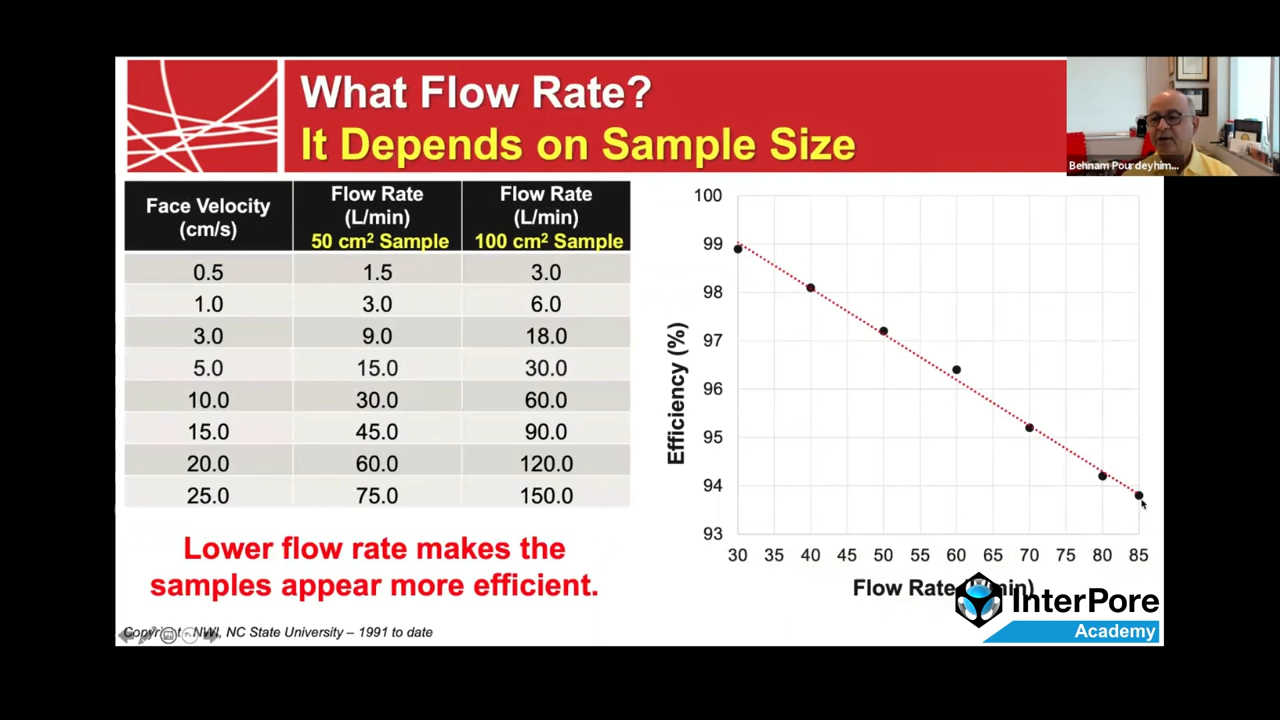 What Flow Rate?
It Depends on Sample Size
Behnam Pourdeyhim...
Face Velocity
(cm/s)
Flow Rate
(L/min)
50 cm² Sample
Flow Rate
(L/min)
100 cm² Sample
0.5 1.5 3.0
1.0 3.0 6.0
3.0 9.0 18.0
5.0 15.0 30.0
10.0 30.0 60.0
15.0 45.0 90.0
20.0 60.0 120.0
25.0 75.0 150.0
Lower flow rate makes the
samples appear more efficient.
Copyright NWI, NC State University – 1991 to date
Efficiency (%)
100
99
98
97
96
95
94
93
30 35 40 45 50 55 60 65 70 75 80 85
Flow Rate (L/min)
InterPore
Academy